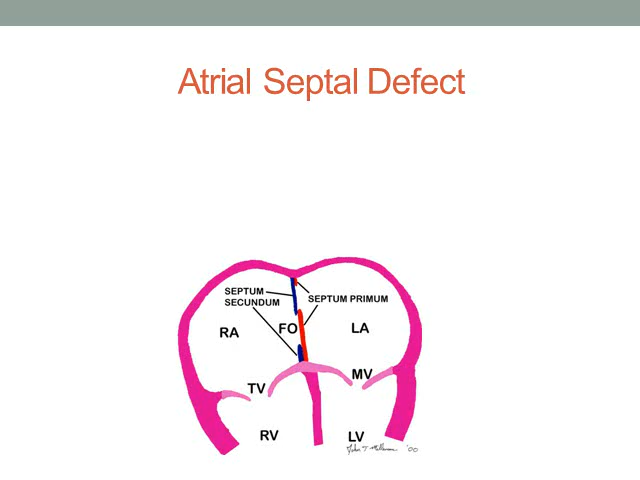 Atrial Septal Defect
SEPTUM
SECUNDUM
SEPTUM PRIMUM
RA
FO
LA
TV
MV
RV
LV
'00